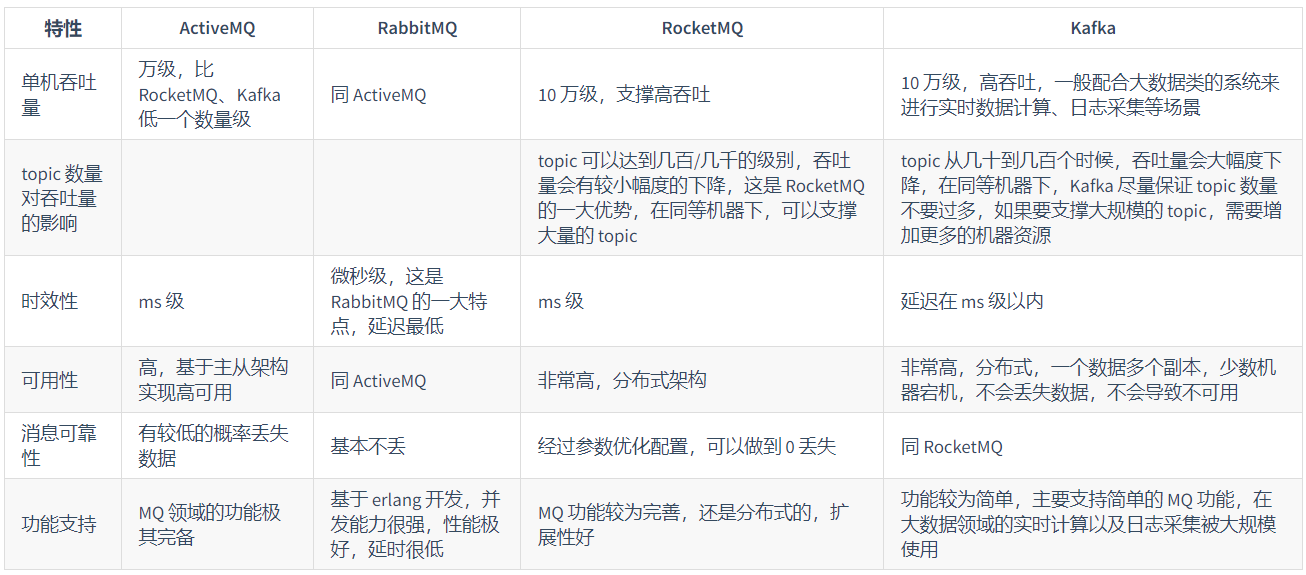 特性
ActiveMQ
RabbitMQ
RocketMQ
Kafka
单机吞吐
量
万级，比
RocketMQ、Kafka
低一个数量级
同 ActiveMQ
10 万级，支撑高吞吐
10 万级，高吞吐，一般配合大数据类的系统来
进行实时数据计算、日志采集等场景
topic 数量
对吞吐量
的影响
topic 可以达到几百/几千的级别，吞吐
量会有较小幅度的下降，这是 RocketMQ
的一大优势，在同等机器下，可以支撑
大量的 topic
topic 从几十到几百个时候，吞吐量会大幅度下
降，在同等机器下，Kafka 尽量保证 topic 数量
不要过多，如果要支撑大规模的 topic，需要增
加更多的机器资源
时效性
ms 级
微秒级，这是
RabbitMQ 的一大特
点，延迟最低
ms 级
延迟在 ms 级以内
可用性
高，基于主从架构
实现高可用
同 ActiveMQ
非常高，分布式架构
非常高，分布式，一个数据多个副本，少数机
器宕机，不会丢失数据，不会导致不可用
消息可靠
性
有较低的概率丢失
数据
基本不丢
经过参数优化配置，可以做到 0 丢失
同 RocketMQ
功能支持
MQ 领域的功能极
其完备
基于 erlang 开发，并
发能力很强，性能极
好，延时很低
MQ 功能较为完善，还是分布式的，扩
展性好
功能较为简单，主要支持简单的 MQ 功能，在
大数据领域的实时计算以及日志采集被大规模
使用